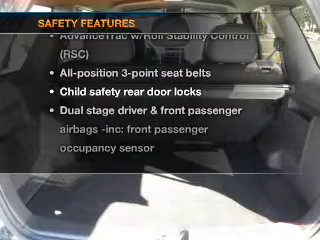 SAFETY FEATURES
• AdvanceTrac w/Roll Stability Control
(RSC)
• All-position 3-point seat belts
• Child safety rear door locks
• Dual stage driver & front passenger
airbags -inc: front passenger
occupancy sensor